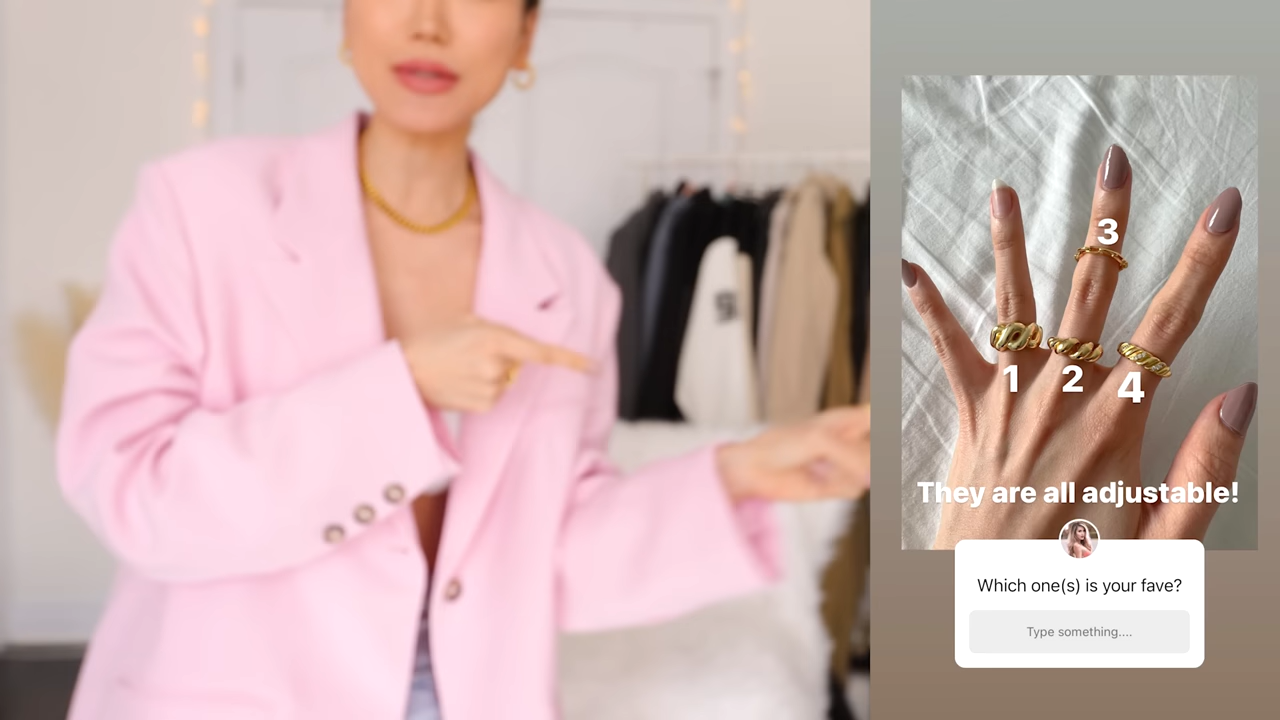 3
1 2 4
They are all adjustable!
Which one(s) is your fave?
Type something....